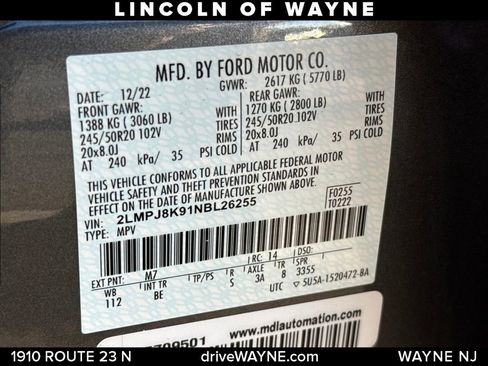 LINCOLN OF WAYNE
MFD. BY FORD MOTOR CO.
DATE: 12/22 GVWR: 2617 KG ( 5770 LB)
FRONT GAWR: REAR GAWR:
1388 KG ( 3060 LB) WITH 1270 KG ( 2800 LB) WITH
245/50R20 102V TIRES 245/50R20 102V TIRES
20x8.0J RIMS 20x8.0J RIMS
AT 240 kPa/ 35 PSI COLD AT 240 kPa/ 35 PSI COLD
THIS VEHICLE CONFORMS TO ALL APPLICABLE FEDERAL MOTOR
VEHICLE SAFETY AND THEFT PREVENTION STANDARDS IN
EFFECT ON THE DATE OF MANUFACTURE SHOWN ABOVE.
VIN: 2LMPJ8K91NBL26255 F0255
TYPE: MPV T0222
EXT PNT: M7 RC: 14 DSO:
WB INT TR TP/PS R AXLE TR SPR
112 BE S 3A 8 3355
UTC 5U5A-1520472-8A
www.mdlautomation.com
1910 ROUTE 23 N driveWAYNE.com WAYNE NJ